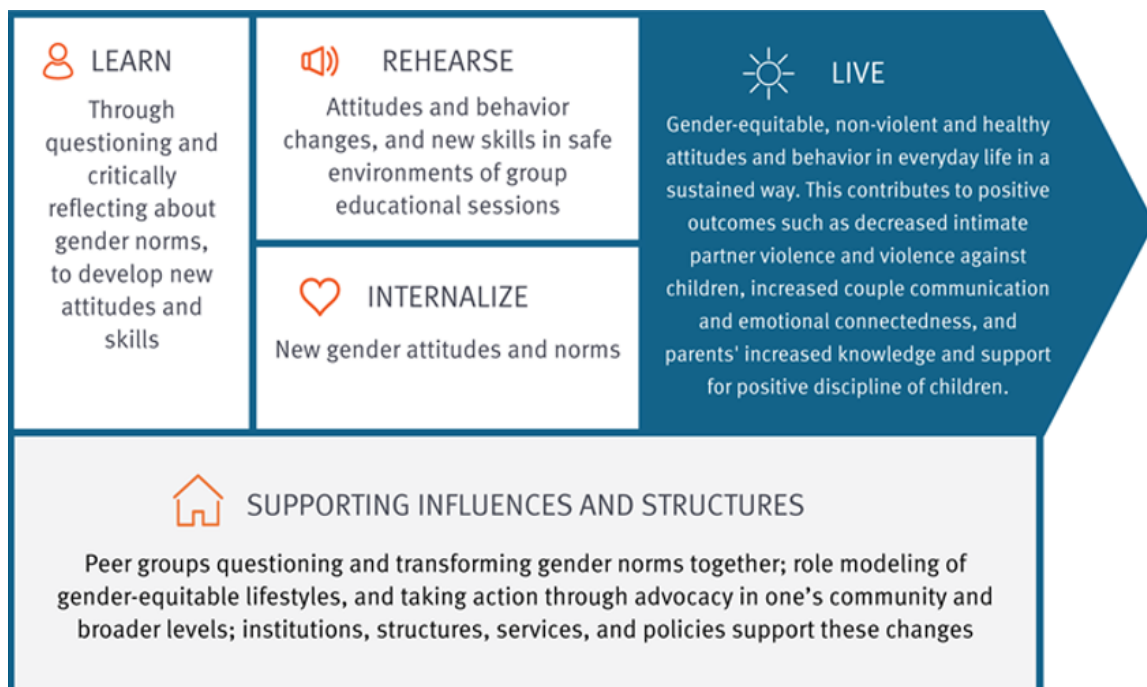 LEARN
Through
questioning and
critically
reflecting about
gender norms,
to develop new
attitudes and
skills
REHEARSE
Attitudes and behavior
changes, and new skills in safe
environments of group
educational sessions
INTERNALIZE
New gender attitudes and norms
LIVE
Gender-equitable, non-violent and healthy
attitudes and behavior in everyday life in a
sustained way. This contributes to positive
outcomes such as decreased intimate
partner violence and violence against
children, increased couple communication
and emotional connectedness, and
parents' increased knowledge and support
for positive discipline of children.
SUPPORTING INFLUENCES AND STRUCTURES
Peer groups questioning and transforming gender norms together; role modeling of
gender-equitable lifestyles, and taking action through advocacy in one’s community and
broader levels; institutions, structures, services, and policies support these changes